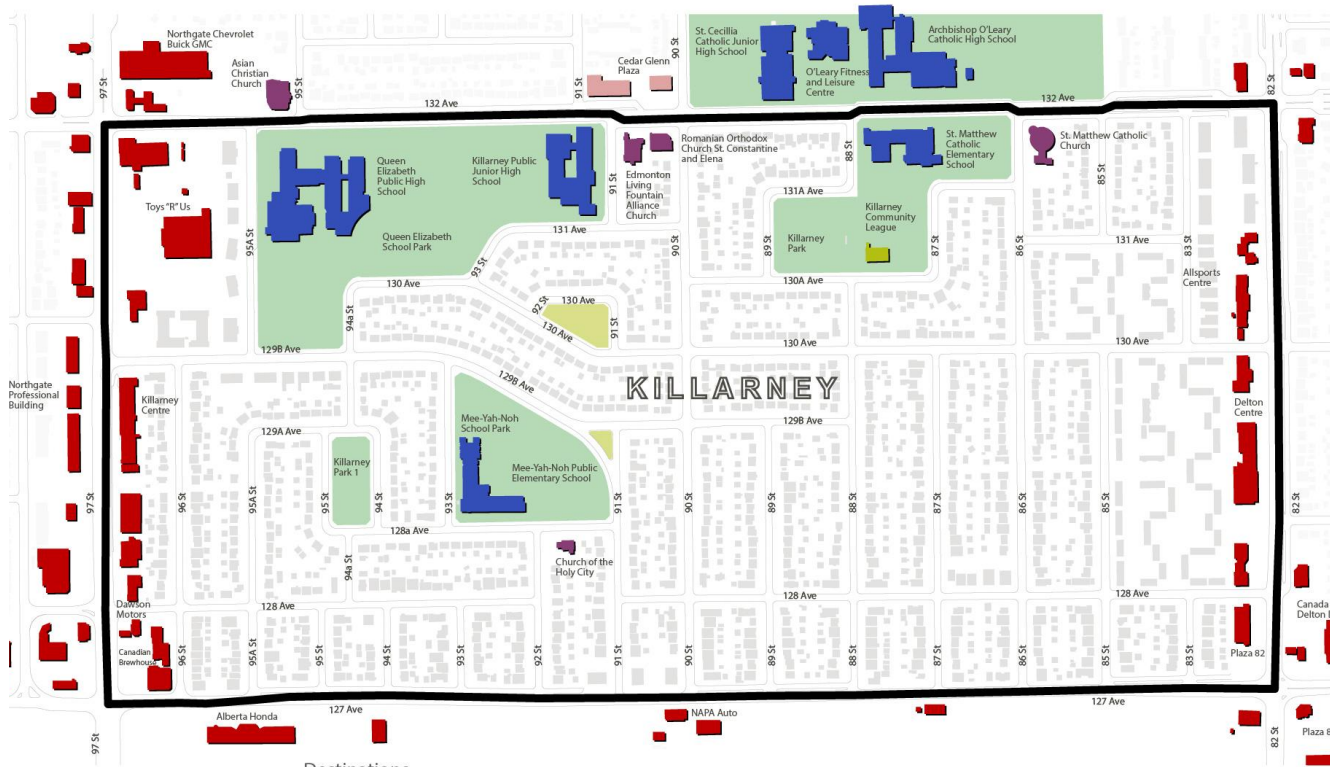 Northgate Chevrolet
Buick GMC
Asian
Christian
Church
97 St
95 St
91 St
Cedar Glenn
Plaza
90 St
St. Cecillia
Catholic Junior
High School
O'Leary Fitness
and Leisure
Centre
Archbishop O'Leary
Catholic High School
82 St
132 Ave
132 Ave
Toys "R" Us
95A St
Queen
Elizabeth
Public High
School
Killarney Public
Junior High
School
Queen Elizabeth
School Park
91 St
Edmonton
Living
Fountain
Alliance
Church
Romanian Orthodox
Church St. Constantine
and Elena
88 St
St. Matthew
Catholic
Elementary
School
St. Matthew Catholic
Church
85 St
131A Ave
Killarney
Community
League
Killarney
Park
131 Ave
90 St
89 St
87 St
86 St
131 Ave
83 St
Allsports
Centre
93 St
130 Ave
94a St
92 St
130 Ave
130 Ave
91 St
130A Ave
130 Ave
130 Ave
129B Ave
129B Ave
KILLARNEY
129B Ave
Northgate
Professional
Building
Killarney
Centre
Delton
Centre
129A Ave
Killarney
Park 1
Mee-Yah-Noh
School Park
Mee-Yah-Noh Public
Elementary School
97 St
96 St
95A St
95 St
94 St
93 St
91 St
90 St
89 St
88 St
87 St
86 St
85 St
82 St
128a Ave
94a St
Church of the
Holy City
128 Ave
128 Ave
128 Ave
Dawson
Motors
Canadian
Brewhouse
96 St
95A St
95 St
94 St
93 St
92 St
91 St
90 St
89 St
88 St
87 St
86 St
85 St
83 St
Plaza 82
Canada
Delton
127 Ave
127 Ave
Alberta Honda
NAPA Auto
97 St
82 St
Plaza